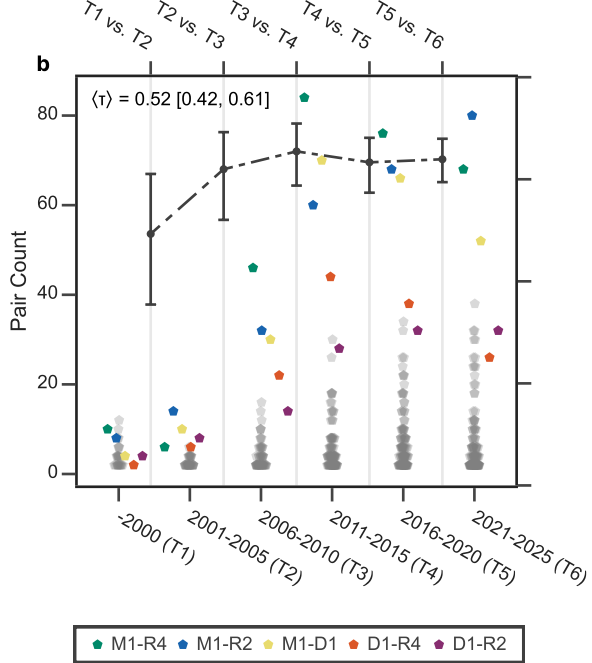 T1 vs. T2
T2 vs. T3
T3 vs. T4
T4 vs. T5
T5 vs. T6
b
⟨τ⟩ = 0.52 [0.42, 0.61]
80
60
40
20
0
Pair Count
-2000 (T1)
2001-2005 (T2)
2006-2010 (T3)
2011-2015 (T4)
2016-2020 (T5)
2021-2025 (T6)
M1-R4 M1-R2 M1-D1 D1-R4 D1-R2